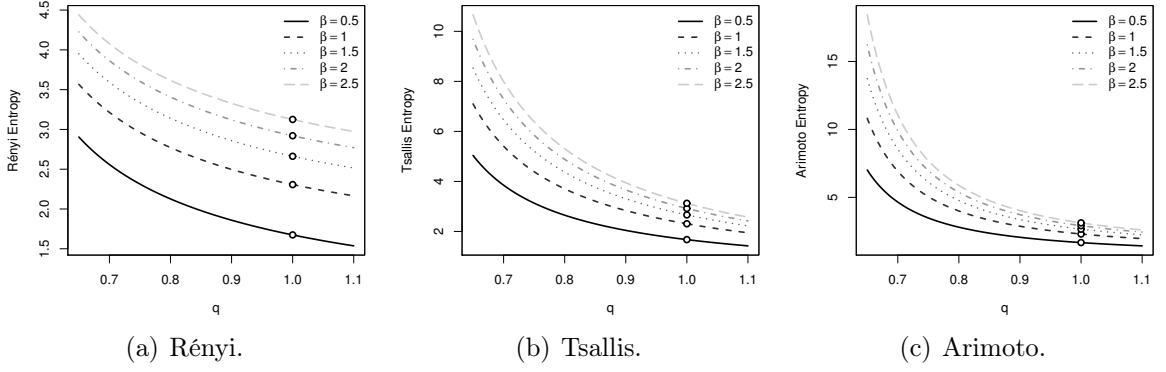 Rényi Entropy
4.5
4.0
3.5
3.0
2.5
2.0
1.5
0.7 0.8 0.9 1.0 1.1
q
β = 0.5
β = 1
β = 1.5
β = 2
β = 2.5
(a) Rényi.
Tsallis Entropy
10
8
6
4
2
0.7 0.8 0.9 1.0 1.1
q
β = 0.5
β = 1
β = 1.5
β = 2
β = 2.5
(b) Tsallis.
Arimoto Entropy
15
10
5
0.7 0.8 0.9 1.0 1.1
q
β = 0.5
β = 1
β = 1.5
β = 2
β = 2.5
(c) Arimoto.